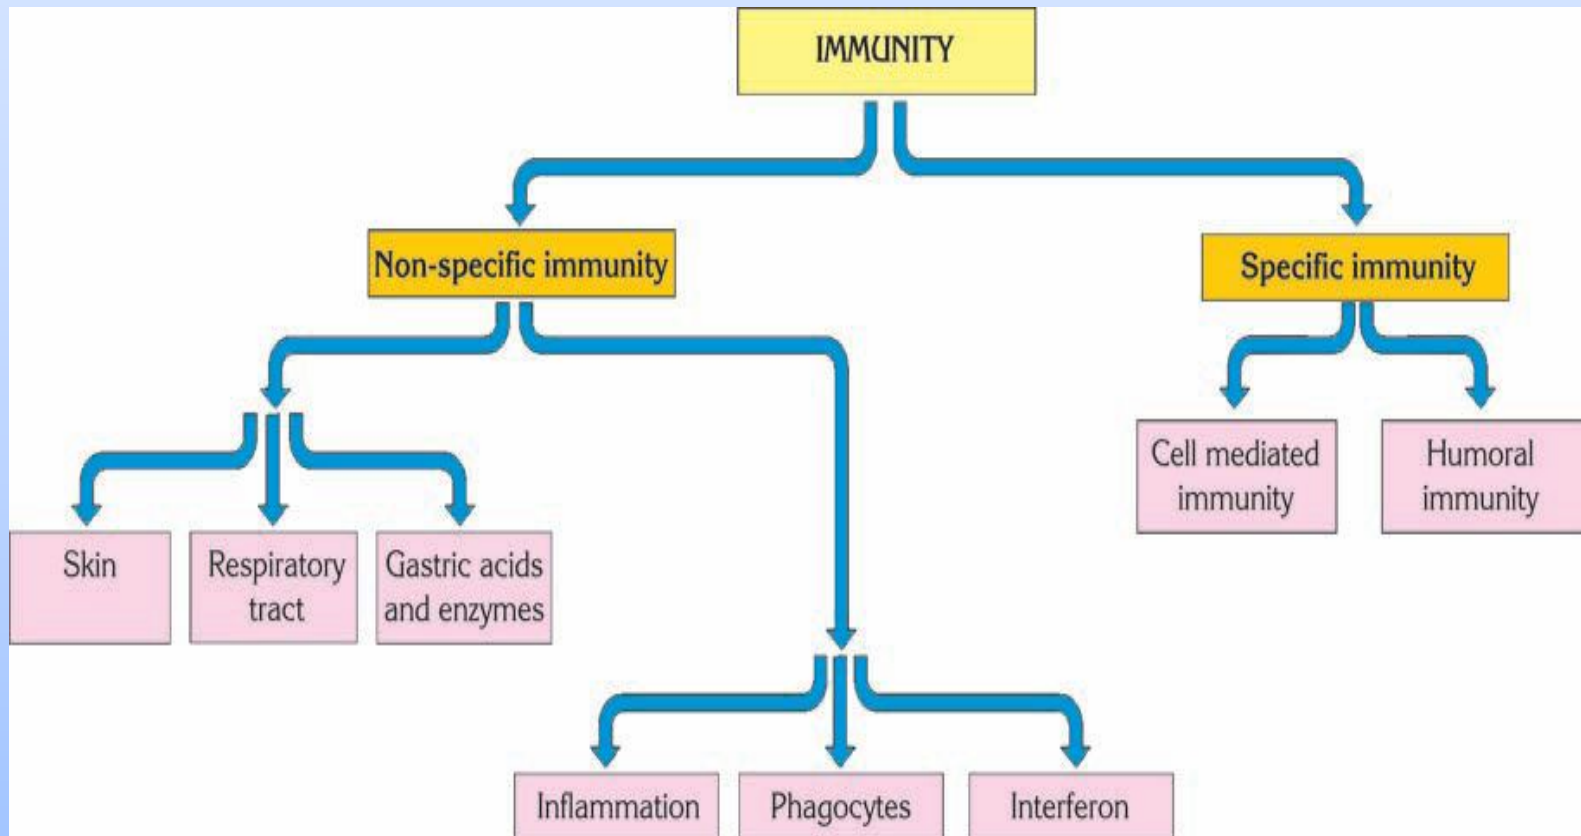 IMMUNITY
Non-specific immunity
Specific immunity
Cell mediated
immunity
Humoral
immunity
Skin
Respiratory
tract
Gastric acids
and enzymes
Inflammation
Phagocytes
Interferon